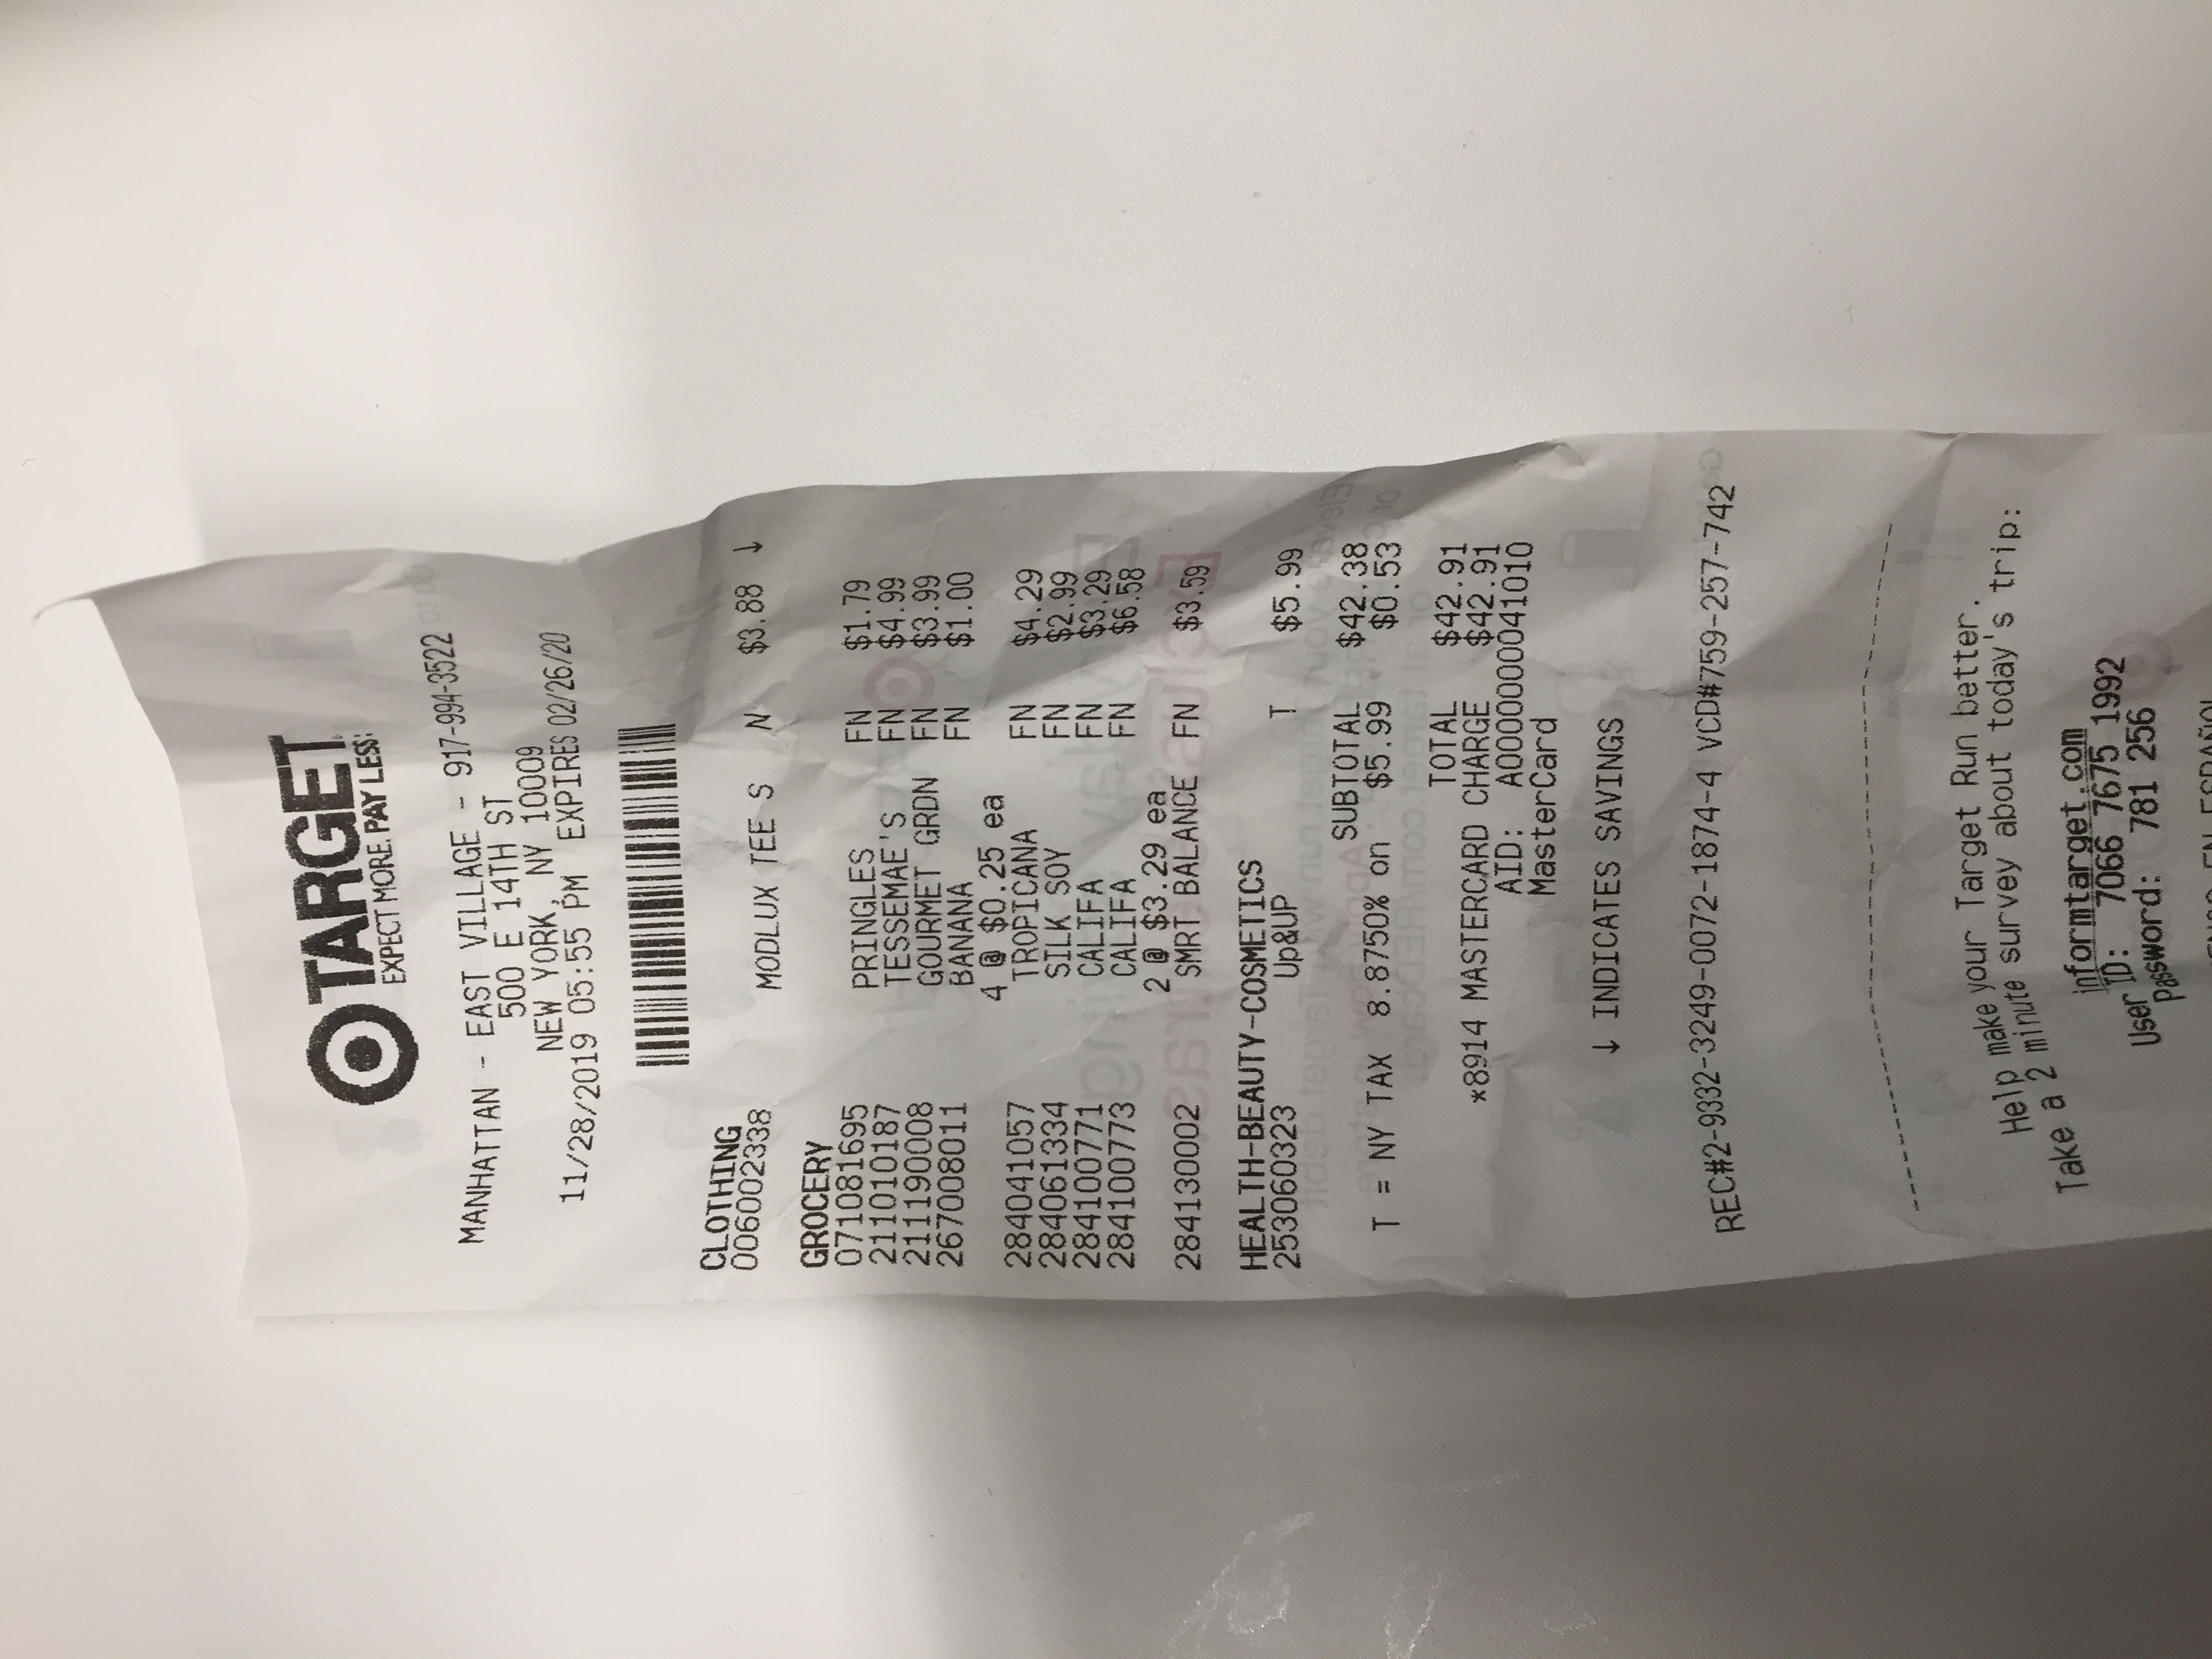 TARGET
EXPECT MORE. PAY LESS.
MANHATTAN - EAST VILLAGE - 917-994-3522
500 E 14TH ST
NEW YORK, NY 10009
11/28/2019 05:55 PM EXPIRES 02/26/20
CLOTHING
006002338 MODLUX TEE S N $3.88 ↓
GROCERY
071081695 PRINGLES FN $1.79
211010187 TESSEMAE'S FN $4.99
211190008 GOURMET GRDN FN $3.99
267008011 BANANA FN $1.00
4 @ $0.25 ea
284041057 TROPICANA FN $4.29
284061334 SILK SOY FN $2.99
284100771 CALIFA FN $3.29
284100773 CALIFA FN $6.58
2 @ $3.29 ea
284130002 SMRT BALANCE FN $3.59
HEALTH-BEAUTY-COSMETICS
253060323 Up&UP T $5.99
SUBTOTAL $42.38
T = NY TAX 8.8750% on $5.99 $0.53
TOTAL $42.91
*8914 MASTERCARD CHARGE $42.91
AID: A0000000041010
MasterCard
↓ INDICATES SAVINGS
REC#2-9332-3249-0072-1874-4 VCD#759-257-742
Help make your Target Run better.
Take a 2 minute survey about today's trip:
informtarget.com
User ID: 7066 7675 1992
Password: 781 256
EN ESPAÑOL